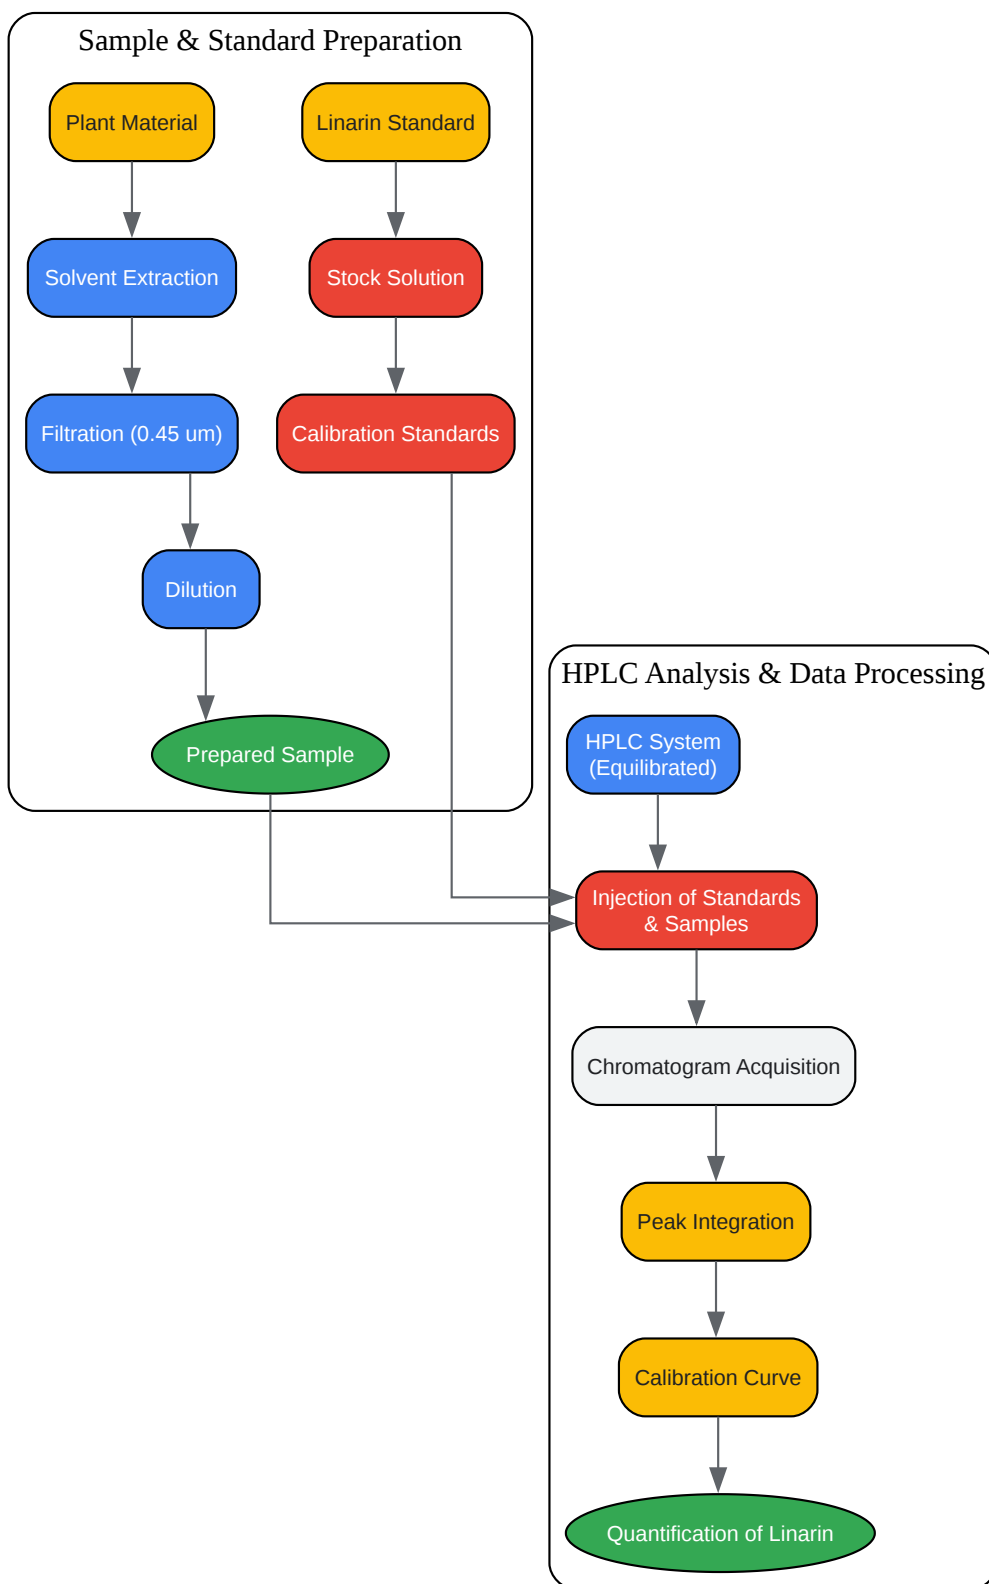 Sample & Standard Preparation
Plant Material
Linarin Standard
Solvent Extraction
Stock Solution
Filtration (0.45 um)
Calibration Standards
Dilution
Prepared Sample
HPLC Analysis & Data Processing
HPLC System
(Equilibrated)
Injection of Standards
& Samples
Chromatogram Acquisition
Peak Integration
Calibration Curve
Quantification of Linarin